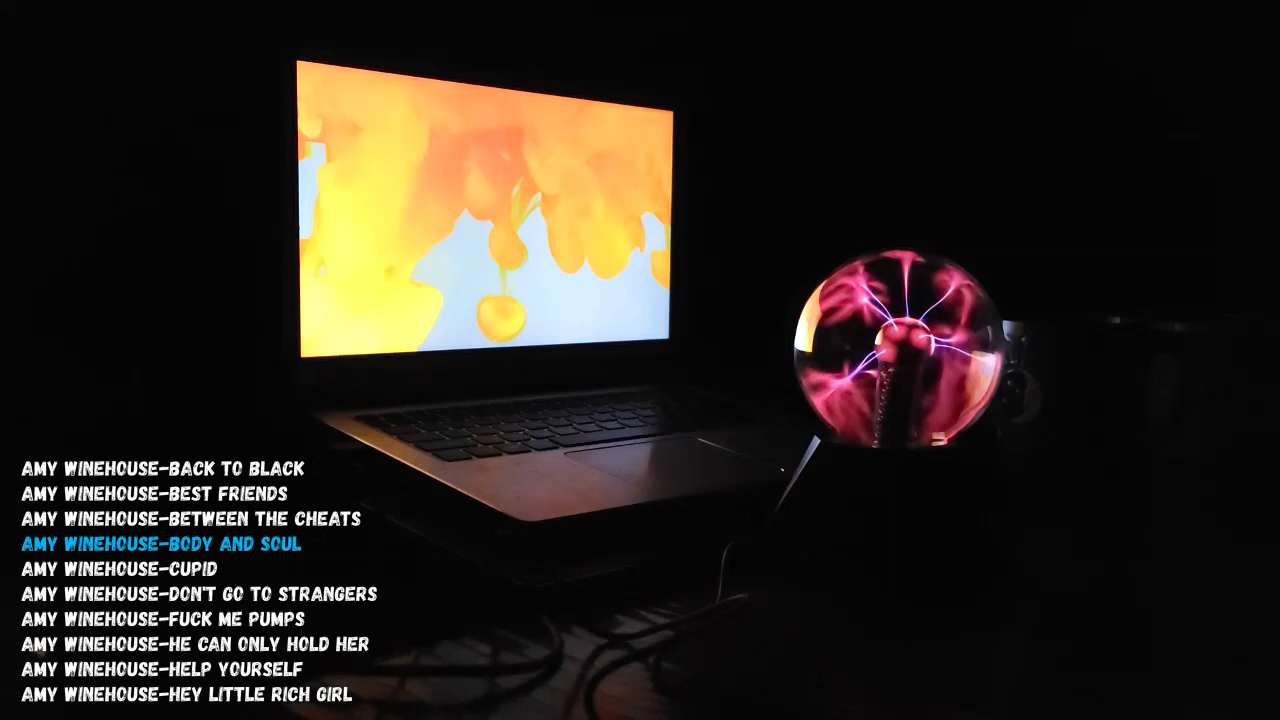 AMY WINEHOUSE-BACK TO BLACK
AMY WINEHOUSE-BEST FRIENDS
AMY WINEHOUSE-BETWEEN THE CHEATS
AMY WINEHOUSE-BODY AND SOUL
AMY WINEHOUSE-CUPID
AMY WINEHOUSE-DON'T GO TO STRANGERS
AMY WINEHOUSE-FUCK ME PUMPS
AMY WINEHOUSE-HE CAN ONLY HOLD HER
AMY WINEHOUSE-HELP YOURSELF
AMY WINEHOUSE-HEY LITTLE RICH GIRL